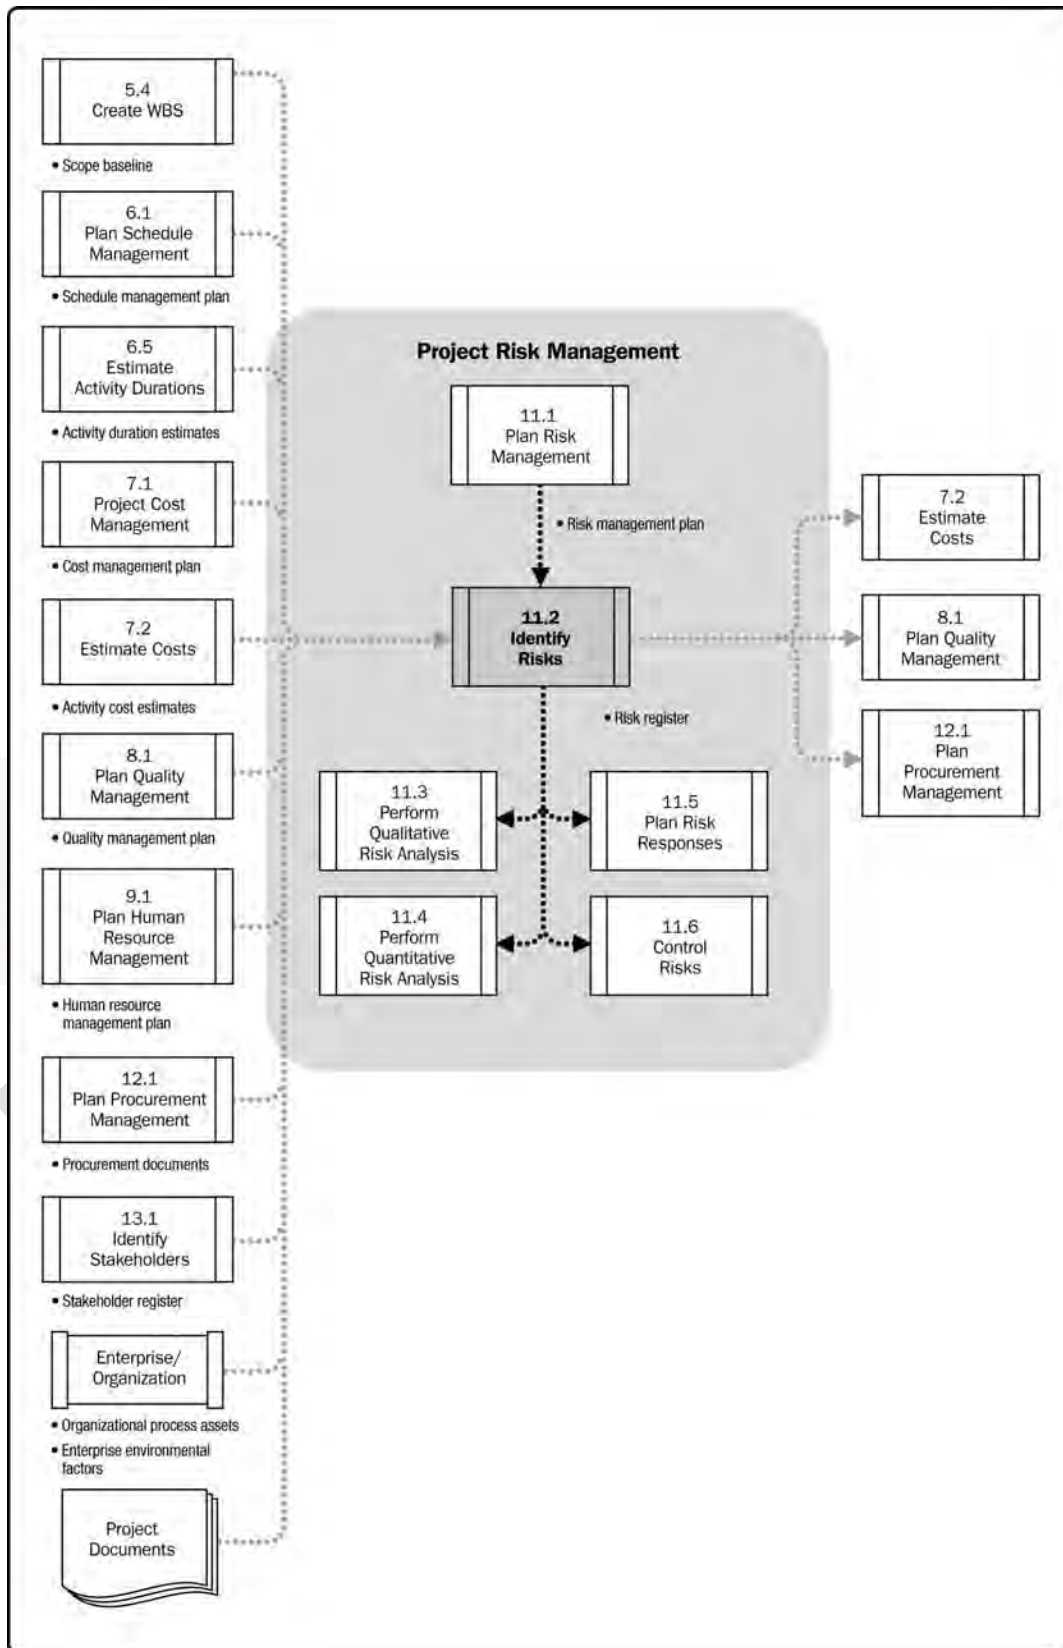 5.4
Create WBS
• Scope baseline
6.1
Plan Schedule
Management
• Schedule management plan
6.5
Estimate
Activity Durations
• Activity duration estimates
7.1
Project Cost
Management
• Cost management plan
7.2
Estimate Costs
• Activity cost estimates
8.1
Plan Quality
Management
• Quality management plan
9.1
Plan Human
Resource
Management
• Human resource
management plan
12.1
Plan Procurement
Management
• Procurement documents
13.1
Identify
Stakeholders
• Stakeholder register
Enterprise/
Organization
• Organizational process assets
• Enterprise environmental
factors
Project
Documents
Project Risk Management
11.1
Plan Risk
Management
• Risk management plan
11.2
Identify
Risks
• Risk register
11.3
Perform
Qualitative
Risk Analysis
11.5
Plan Risk
Responses
11.4
Perform
Quantitative
Risk Analysis
11.6
Control
Risks
7.2
Estimate
Costs
8.1
Plan Quality
Management
12.1
Plan
Procurement
Management